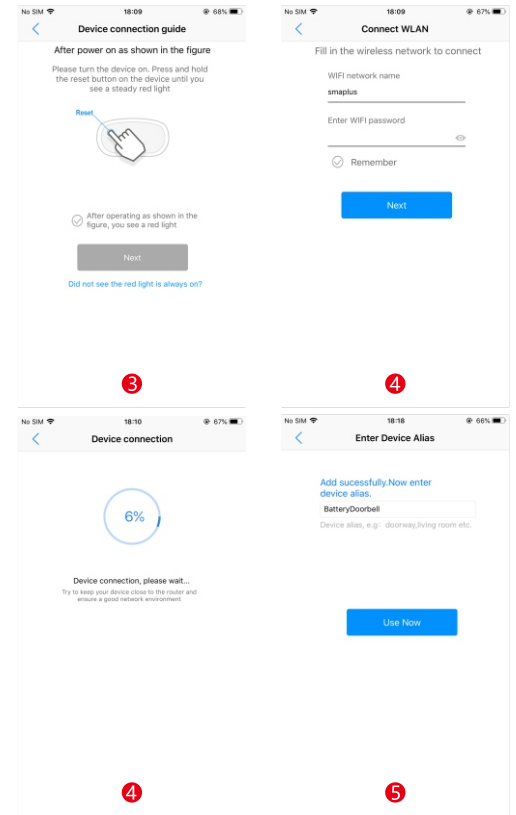 No SIM 18:09 68%
Device connection guide
After power on as shown in the figure
Please turn the device on. Press and hold
the reset button on the device until you
see a steady red light
Reset
After operating as shown in the
figure, you see a red light
Next
Did not see the red light is always on?
3
No SIM 18:09 67%
Connect WLAN
Fill in the wireless network to connect
WIFI network name
smaplus
Enter WIFI password
Remember
Next
4
No SIM 18:10 67%
Device connection
6%
Device connection, please wait...
Try to keep your device close to the router and
ensure a good network environment
4
No SIM 18:18 66%
Enter Device Alias
Add sucessfully.Now enter
device alias.
BatteryDoorbell
Device alias, e.g: doorway,living room etc.
Use Now
5